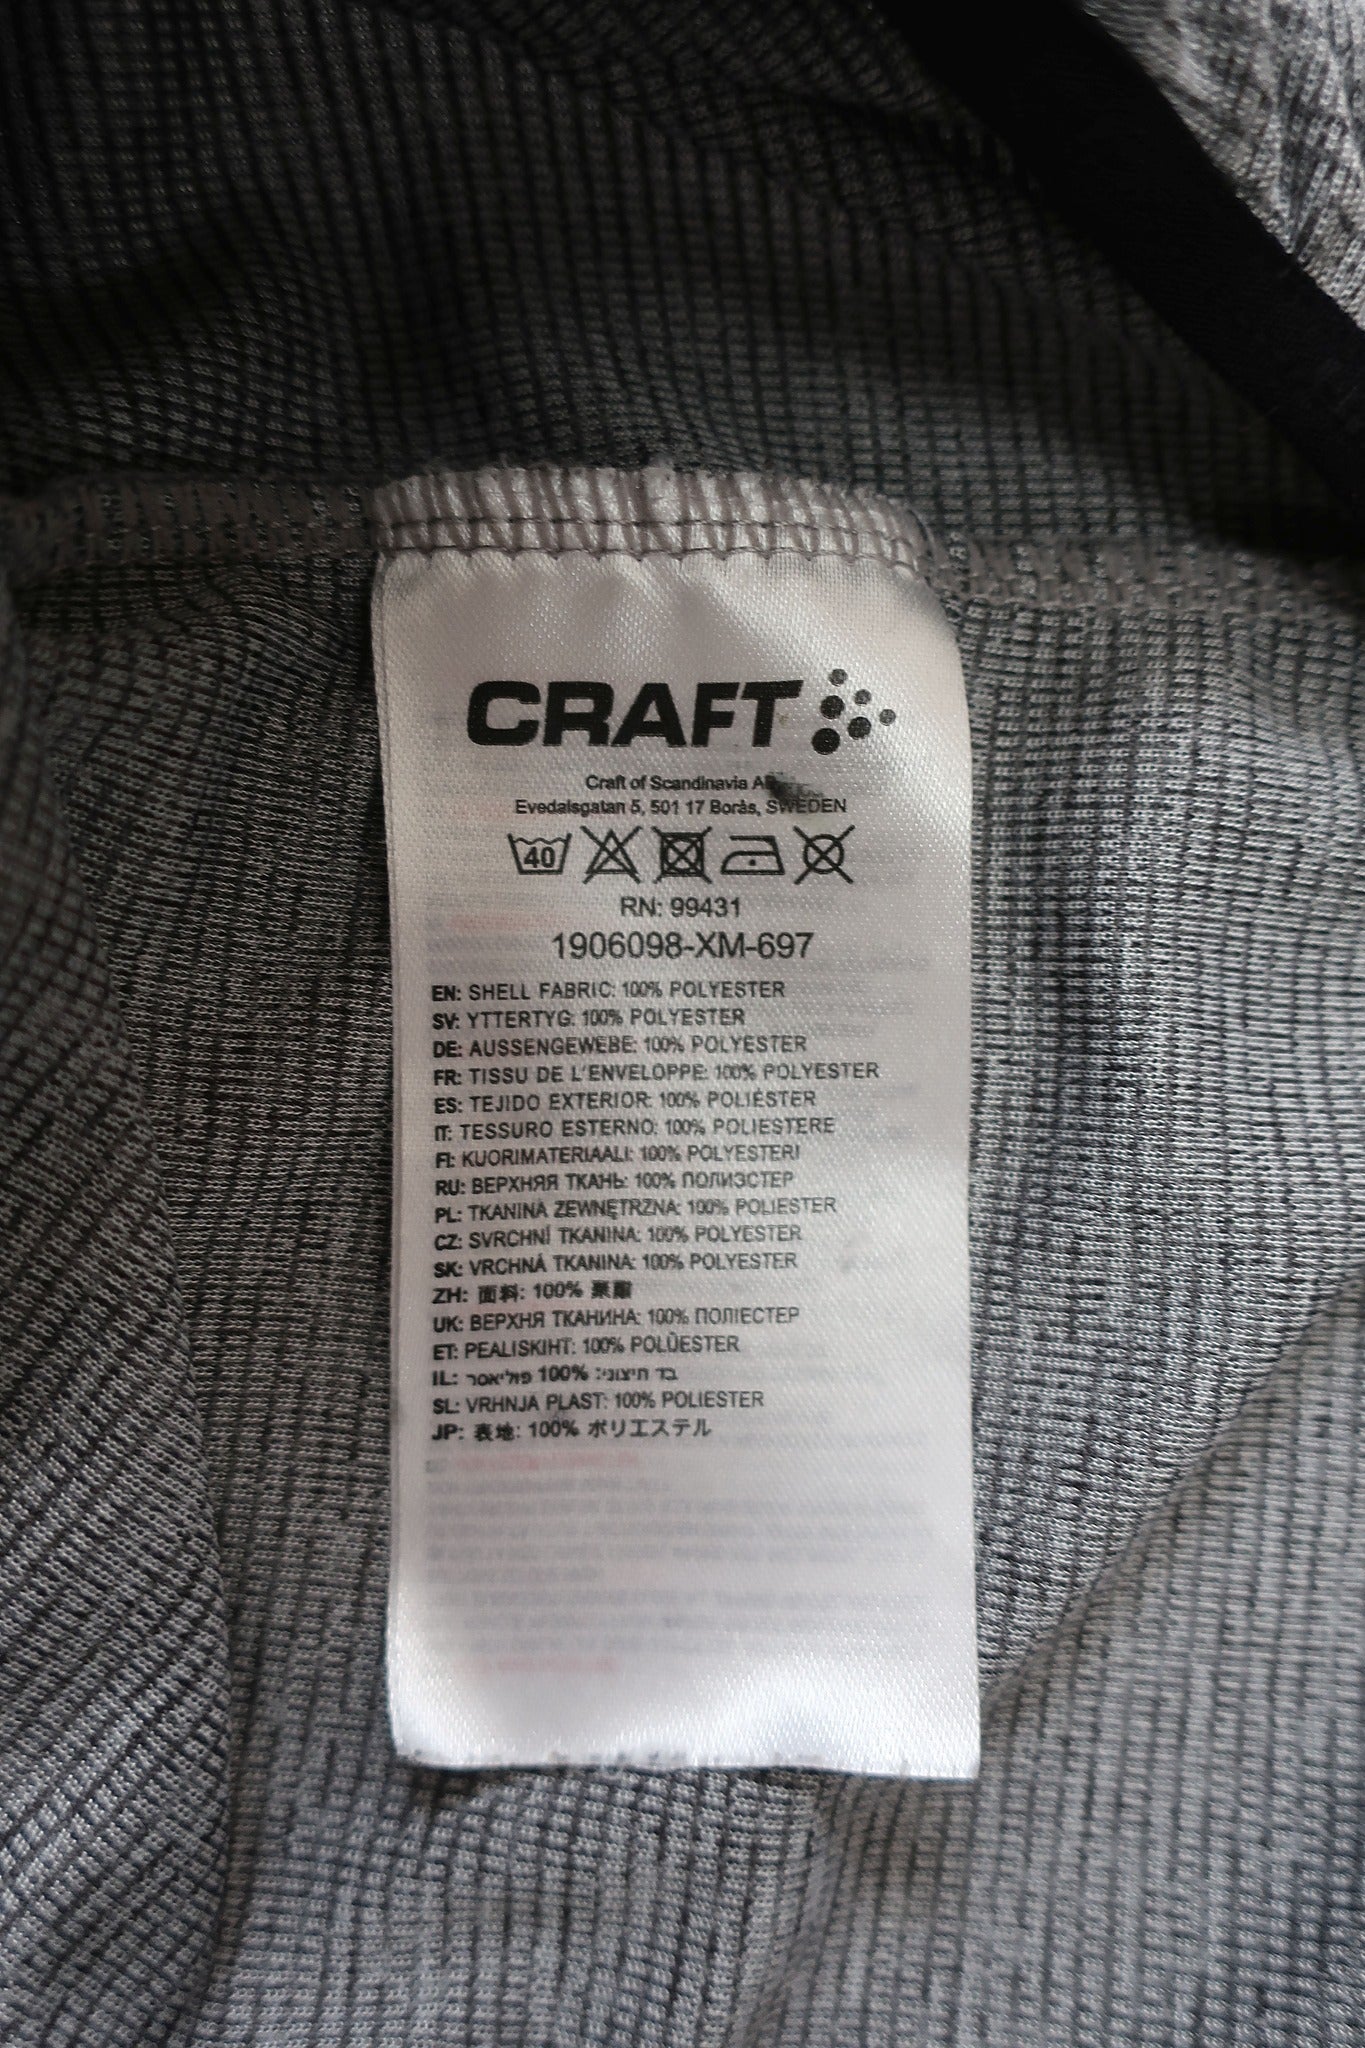 CRAFT
Craft of Scandinavia AB
Evedalsgatan 5, 501 17 Borås, SWEDEN
40
RN: 99431
1906098-XM-697
EN: SHELL FABRIC: 100% POLYESTER
SV: YTTERTYG: 100% POLYESTER
DE: AUSSENGEWEBE: 100% POLYESTER
FR: TISSU DE L'ENVELOPPE: 100% POLYESTER
ES: TEJIDO EXTERIOR: 100% POLIÉSTER
IT: TESSURO ESTERNO: 100% POLIESTERE
FI: KUORIMATERIAALI: 100% POLYESTERI
RU: ВЕРХНЯЯ ТКАНЬ: 100% ПОЛИЭСТЕР
PL: TKANINA ZEWNĘTRZNA: 100% POLIESTER
CZ: SVRCHNÍ TKANINA: 100% POLYESTER
SK: VRCHNÁ TKANINA: 100% POLYESTER
ZH: 面料: 100% 聚酯
UK: ВЕРХНЯ ТКАНИНА: 100% ПОЛІЕСТЕР
ET: PEALISKIHT: 100% POLÜESTER
IL: בד חיצוני: 100% פוליאסר
SL: VRHNJA PLAST: 100% POLIESTER
JP: 表地: 100% ポリエステル